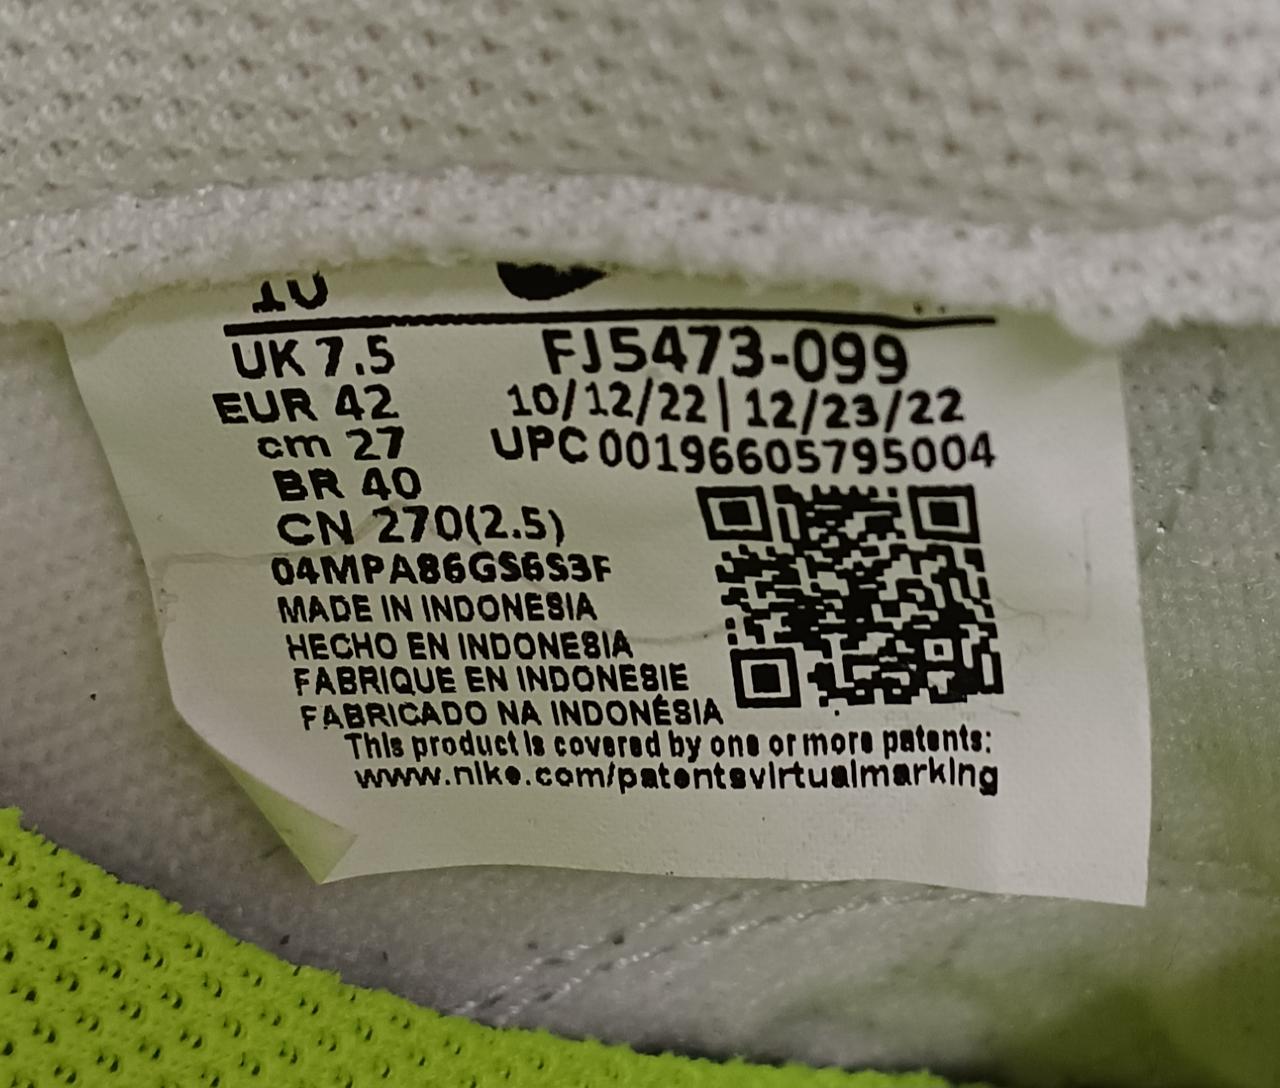 10
UK 7.5 FJ5473-099
EUR 42 10/12/22 | 12/23/22
cm 27 UPC 001966605795004
BR 40
CN 270(2.5)
04MPA86GS6S3F
MADE IN INDONESIA
HECHO EN INDONESIA
FABRIQUE EN INDONESIE
FABRICADO NA INDONÉSIA
This product is covered by one or more patents:
www.nike.com/patentsvirtualmarking